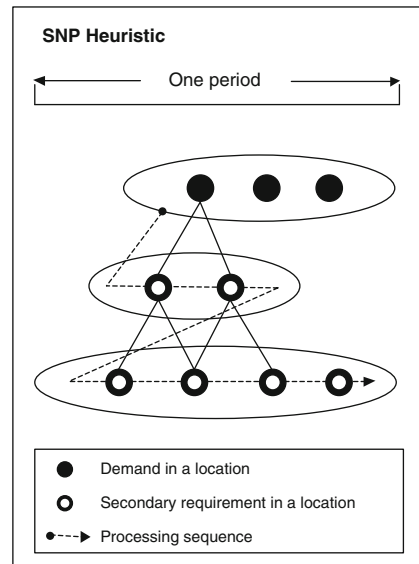 SNP Heuristic
One period
Demand in a location
Secondary requirement in a location
Processing sequence